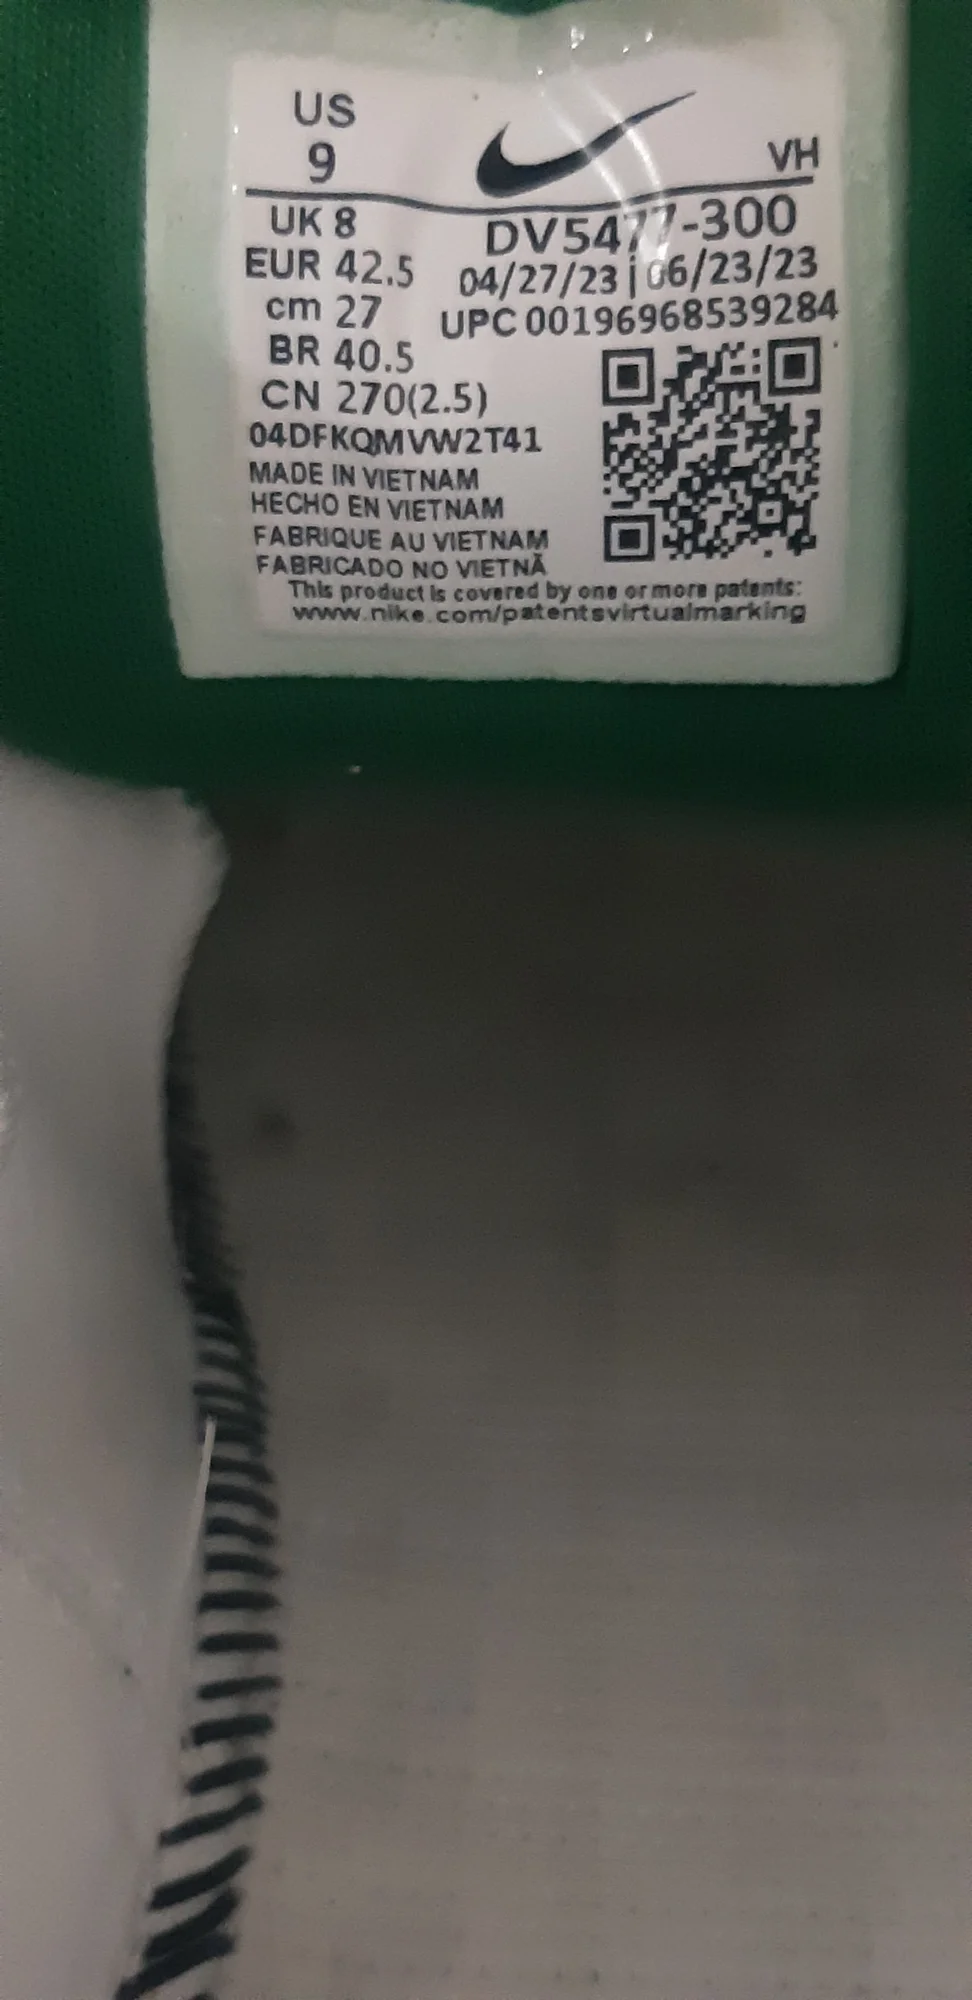 US
9
VH
UK 8
DV5477-300
EUR 42.5
04/27/23 | 06/23/23
cm 27
UPC 00196968539284
BR 40.5
CN 270(2.5)
04DFKQMVW2T41
MADE IN VIETNAM
HECHO EN VIETNAM
FABRIQUE AU VIETNAM
FABRICADO NO VIETNÃ
This product is covered by one or more patents:
www.nike.com/patentsvirtualmarking